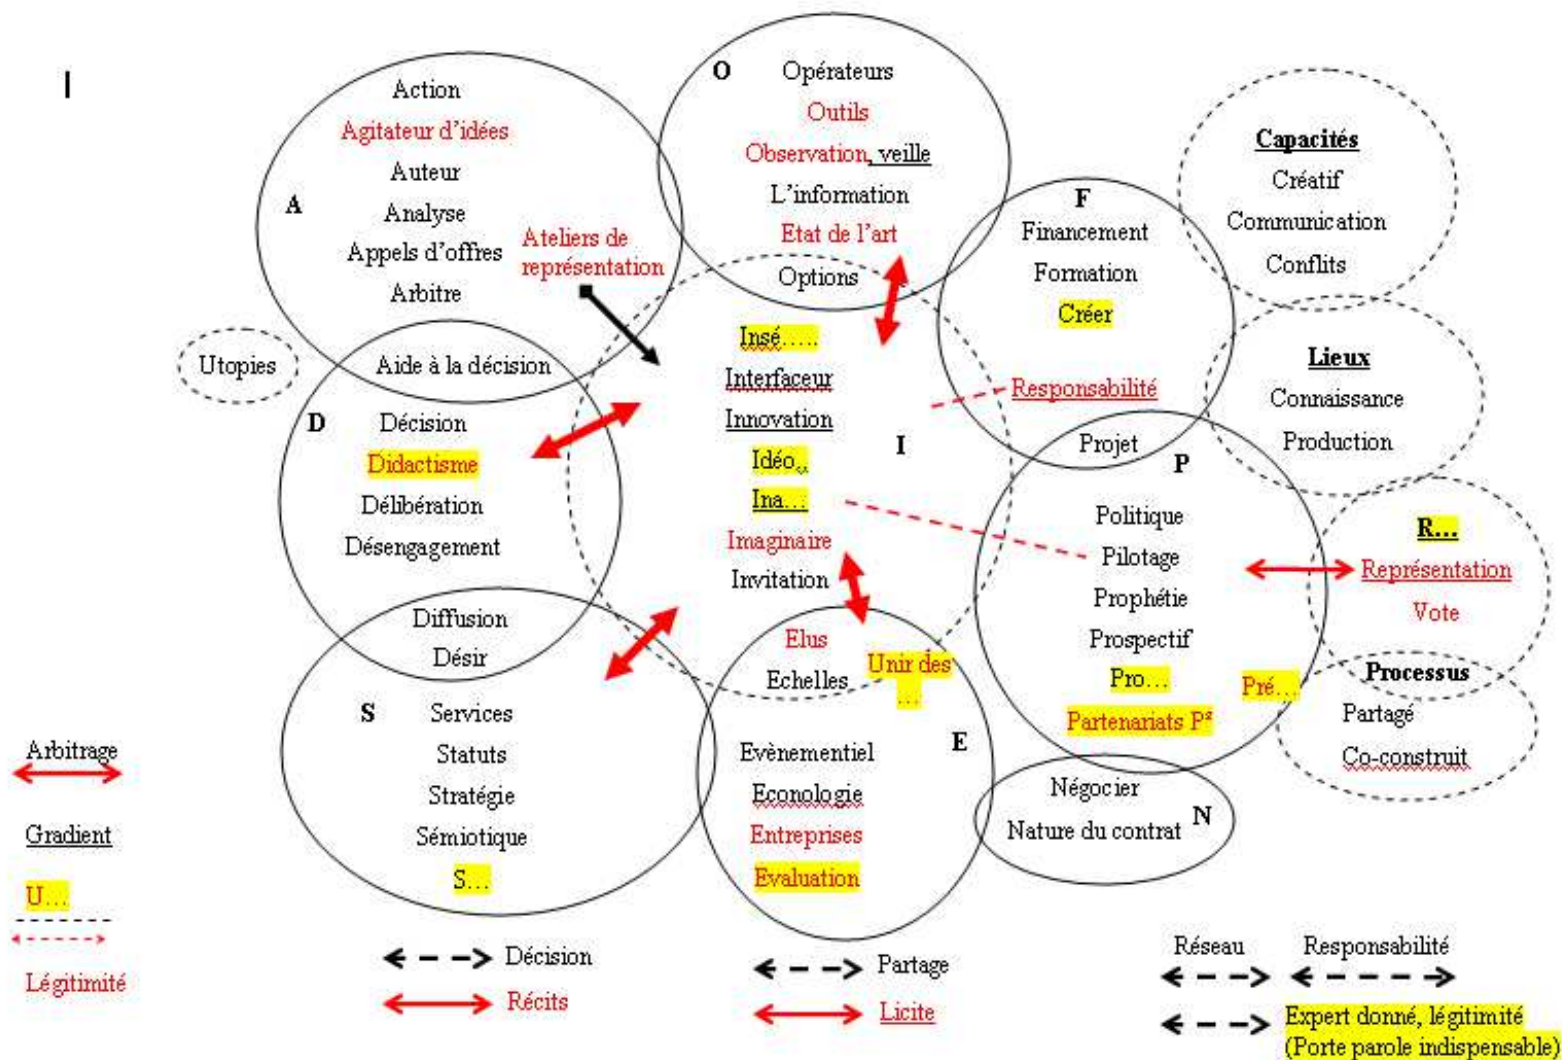 I
A
Action
Agitateur d'idées
Auteur
Analyse
Appels d'offres
Arbitre
Ateliers de
représentation
O
Opérateurs
Outils
Observation, veille
L'information
Etat de l'art
Options
F
Financement
Formation
Créer
Responsabilité
Projet
Capacités
Créatif
Communication
Conflits
Lieux
Connaissance
Production
Utopies
Aide à la décision
D
Décision
Didactisme
Délibération
Désengagement
Diffusion
Désir
Insé.....
Interfaceur
Innovation
Idéo..
Ina...
Imaginaire
Invitation
I
P
Politique
Pilotage
Prophétie
Prospectif
Pro...
Partenariats P²
Pré...
R...
Représentation
Vote
Processus
Partagé
Co-construit
S
Services
Statuts
Stratégie
Sémiotique
S...
Elus
Echelles
Unir des
...
E
Evènementiel
Econologie
Entreprises
Evaluation
Négocier
Nature du contrat
N
Arbitrage
Gradient
U...
Légitimité
Décision
Récits
Partage
Licite
Réseau
Responsabilité
Expert donné, légitimité
(Porte parole indispensable)